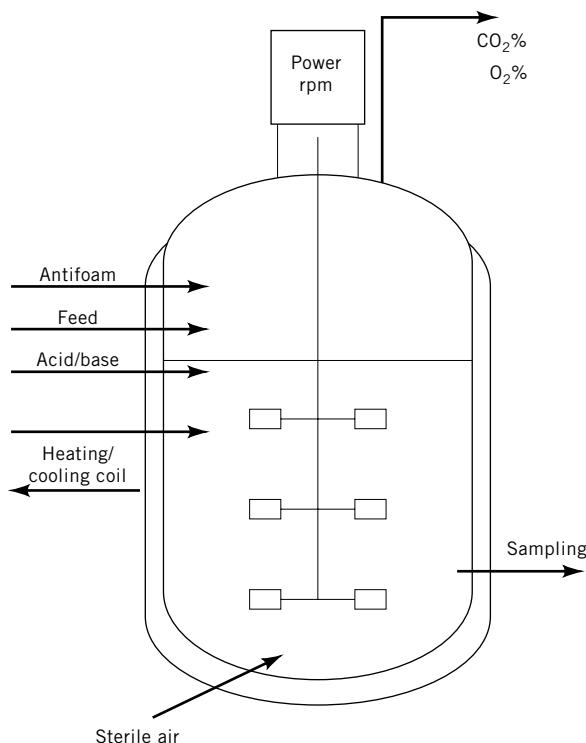 Power
rpm
CO₂%
O₂%
Antifoam
Feed
Acid/base
Heating/
cooling coil
Sampling
Sterile air